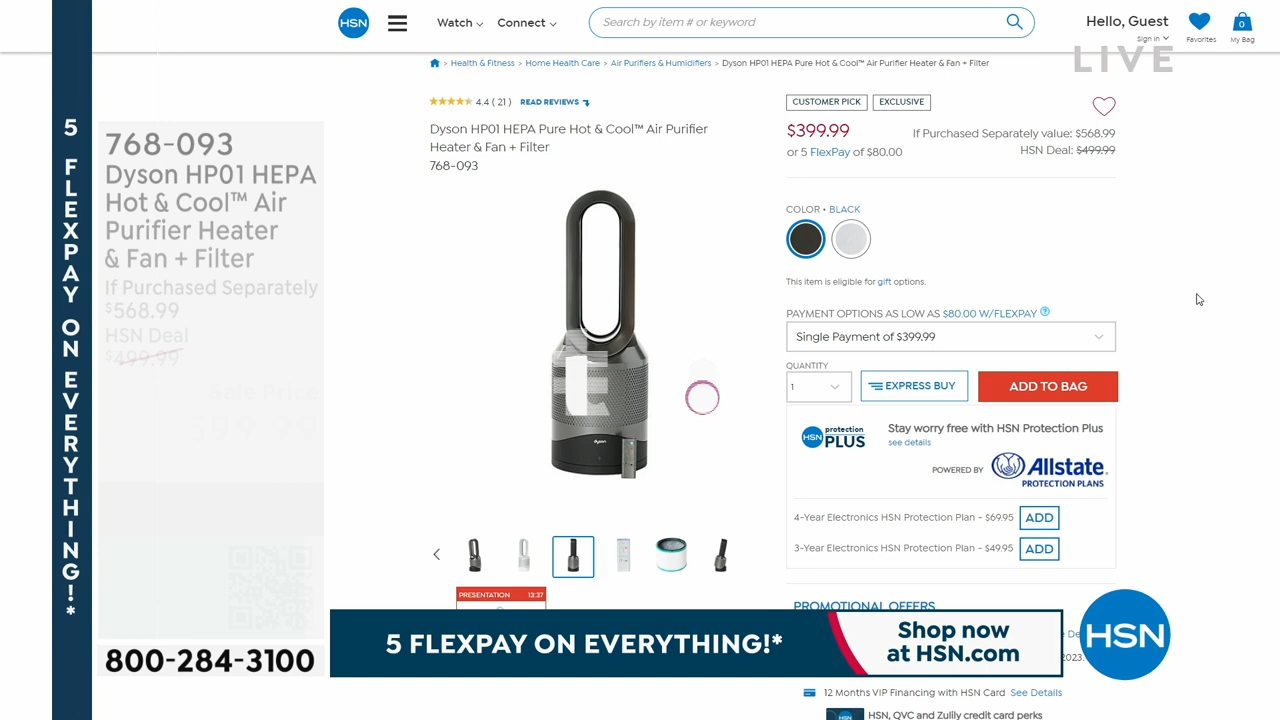 HSN
Watch
Connect
Search by item # or keyword
Hello, Guest
Sign In
Favorites
0
My Bag
LIVE
> Health & Fitness > Home Health Care > Air Purifiers & Humidifiers > Dyson HP01 HEPA Pure Hot & Cool™ Air Purifier Heater & Fan + Filter
5 FLEXPAY ON EVERYTHING!*
768-093
Dyson HP01 HEPA
Hot & Cool™ Air
Purifier Heater
& Fan + Filter
If Purchased Separately
$568.99
HSN Deal
$499.99
Sale Price
800-284-3100
4.4 ( 21 ) READ REVIEWS
Dyson HP01 HEPA Pure Hot & Cool™ Air Purifier
Heater & Fan + Filter
768-093
dyson
PRESENTATION 13:37
CUSTOMER PICK
EXCLUSIVE
$399.99
If Purchased Separately value: $568.99
or 5 FlexPay of $80.00
HSN Deal: $499.99
COLOR • BLACK
This item is eligible for gift options.
PAYMENT OPTIONS AS LOW AS $80.00 W/FLEXPAY ?
Single Payment of $399.99
QUANTITY
1
EXPRESS BUY
ADD TO BAG
HSN protection PLUS
Stay worry free with HSN Protection Plus
see details
POWERED BY Allstate.
PROTECTION PLANS
4-Year Electronics HSN Protection Plan - $69.95 ADD
3-Year Electronics HSN Protection Plan - $49.95 ADD
PROMOTIONAL OFFERS
5 FLEXPAY ON EVERYTHING!*
Shop now
at HSN.com
HSN
2023.
12 Months VIP Financing with HSN Card See Details
HSN
HSN, QVC and Zulily credit card perks